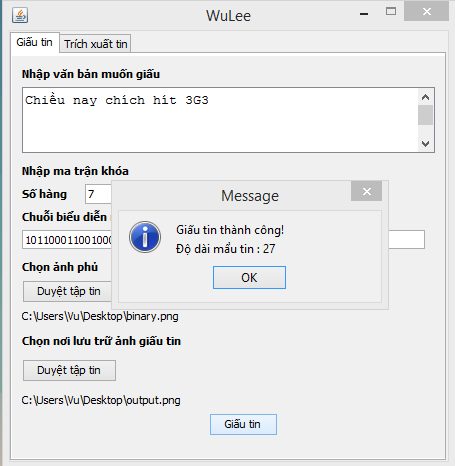 WuLee
Giấu tin
Trích xuất tin
Nhập văn bản muốn giấu
Chiều nay chích hít 3G3
Nhập ma trận khóa
Số hàng 7
Message
Giấu tin thành công!
Độ dài mẩu tin : 27
OK
Chuỗi biểu diễn
1011000110010000
Chọn ảnh phủ
Duyệt tập tin
C:\Users\Vu\Desktop\binary.png
Chọn nơi lưu trữ ảnh giấu tin
Duyệt tập tin
C:\Users\Vu\Desktop\output.png
Giấu tin